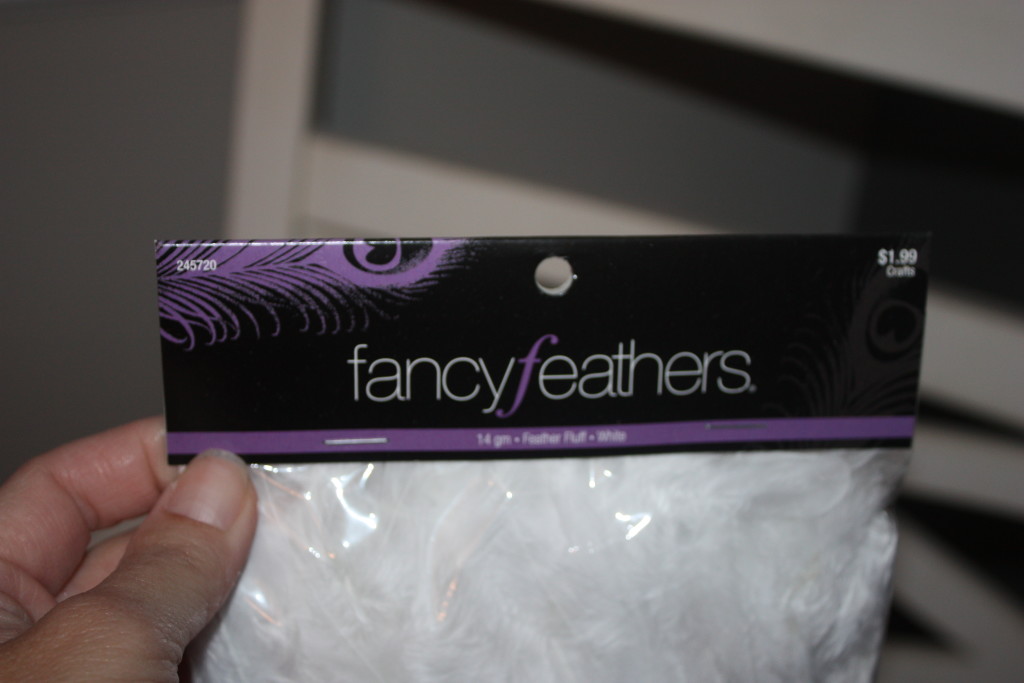 245720
$1.99
Crafts
fancyfeathers.
14 gm • Feather Fluff • White